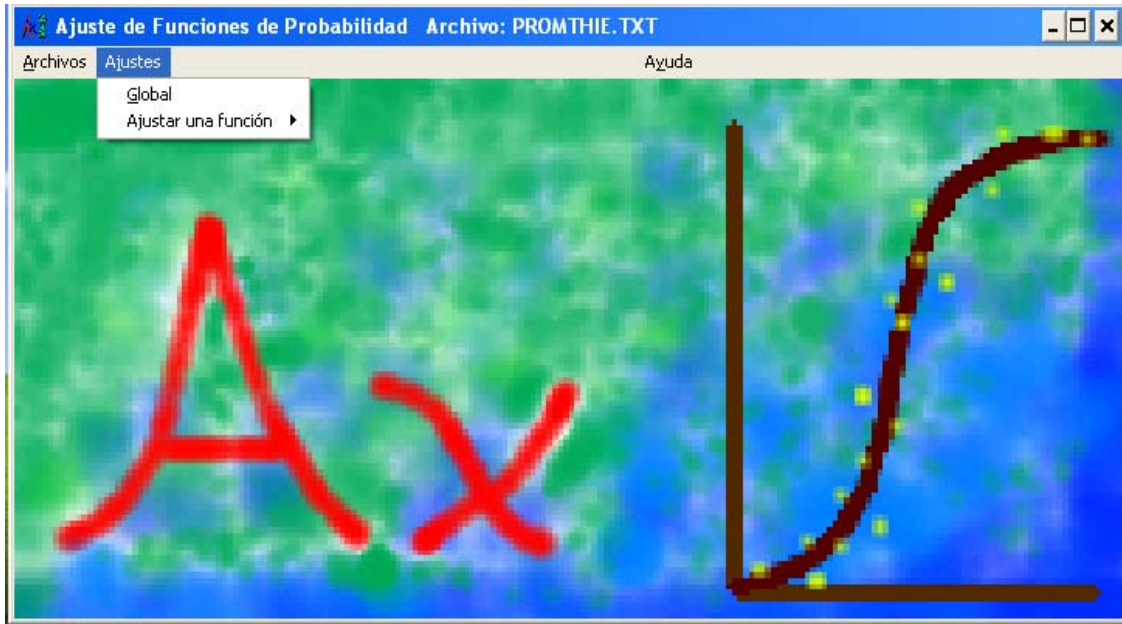 Ajuste de Funciones de Probabilidad Archivo: PROMTHIE.TXT
Archivos Ajustes Ayuda
Global
Ajustar una función
Ax